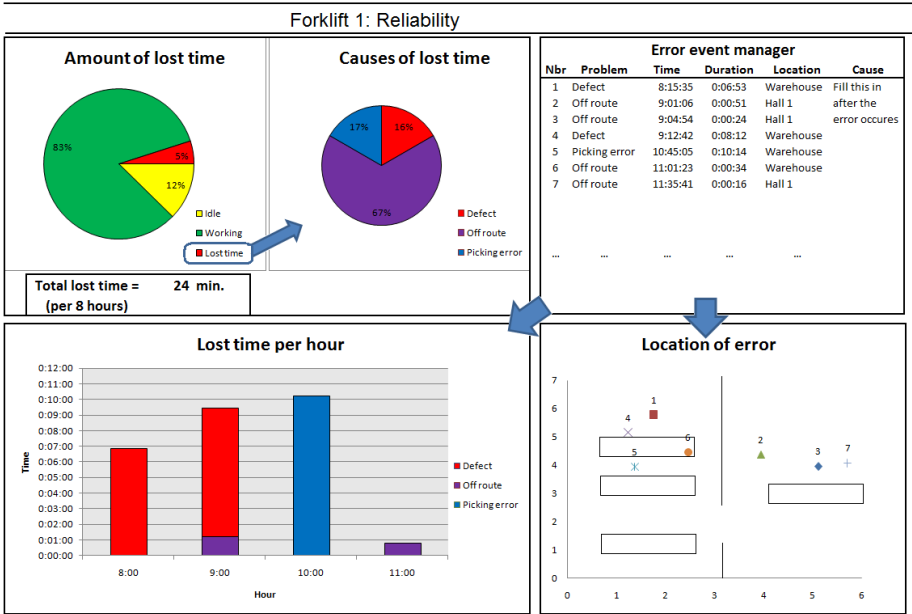 Forklift 1: Reliability
Amount of lost time
83%
5%
12%
Idle
Working
Lost time
Total lost time = 24 min.
(per 8 hours)
Causes of lost time
17%
16%
67%
Defect
Off route
Picking error
Error event manager
Nbr Problem Time Duration Location Cause
1 Defect 8:15:35 0:06:53 Warehouse Fill this in
2 Off route 9:01:06 0:00:51 Hall 1 after the
3 Off route 9:04:54 0:00:24 Hall 1 error occures
4 Defect 9:12:42 0:08:12 Warehouse
5 Picking error 10:45:05 0:10:14 Warehouse
6 Off route 11:01:23 0:00:34 Warehouse
7 Off route 11:35:41 0:00:16 Hall 1
... ... ... ... ...
Lost time per hour
0:12:00
0:11:00
0:10:00
0:09:00
0:08:00
0:07:00
0:06:00
0:05:00
0:04:00
0:03:00
0:02:00
0:01:00
0:00:00
Time
8:00 9:00 10:00 11:00
Hour
Defect
Off route
Picking error
Location of error
7
6
5
4
3
2
1
0
1
4
6
5
2
3
7
0 1 2 3 4 5 6